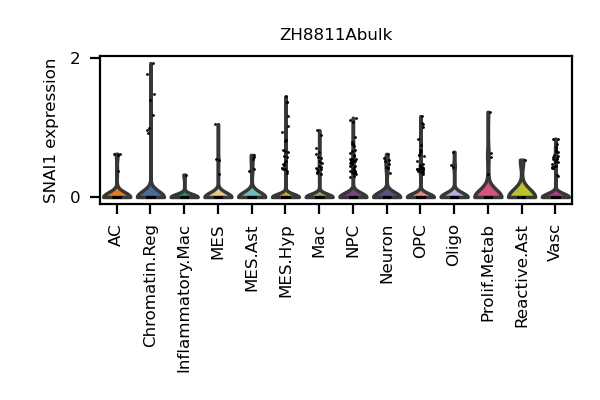 ZH8811Abulk
SNAI1 expression
2
0
AC
Chromatin.Reg
Inflammatory.Mac
MES
MES.Ast
MES.Hyp
Mac
NPC
Neuron
OPC
Oligo
Prolif.Metab
Reactive.Ast
Vasc